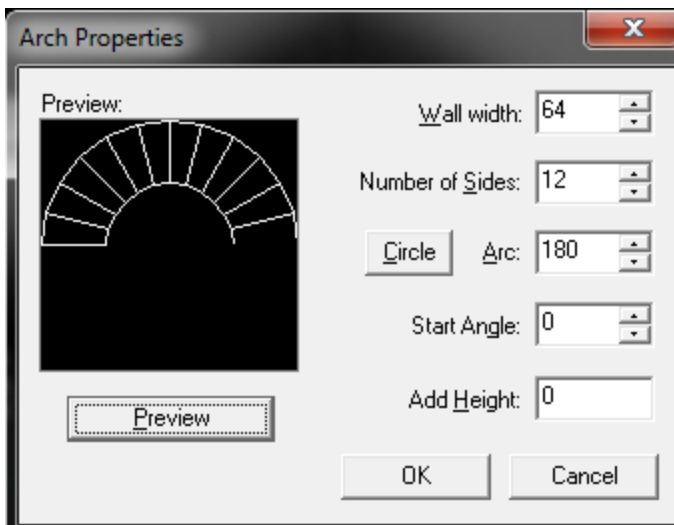 Arch Properties
Preview:
Wall width: 64
Number of Sides: 12
Circle Arc: 180
Start Angle: 0
Add Height: 0
Preview
OK Cancel